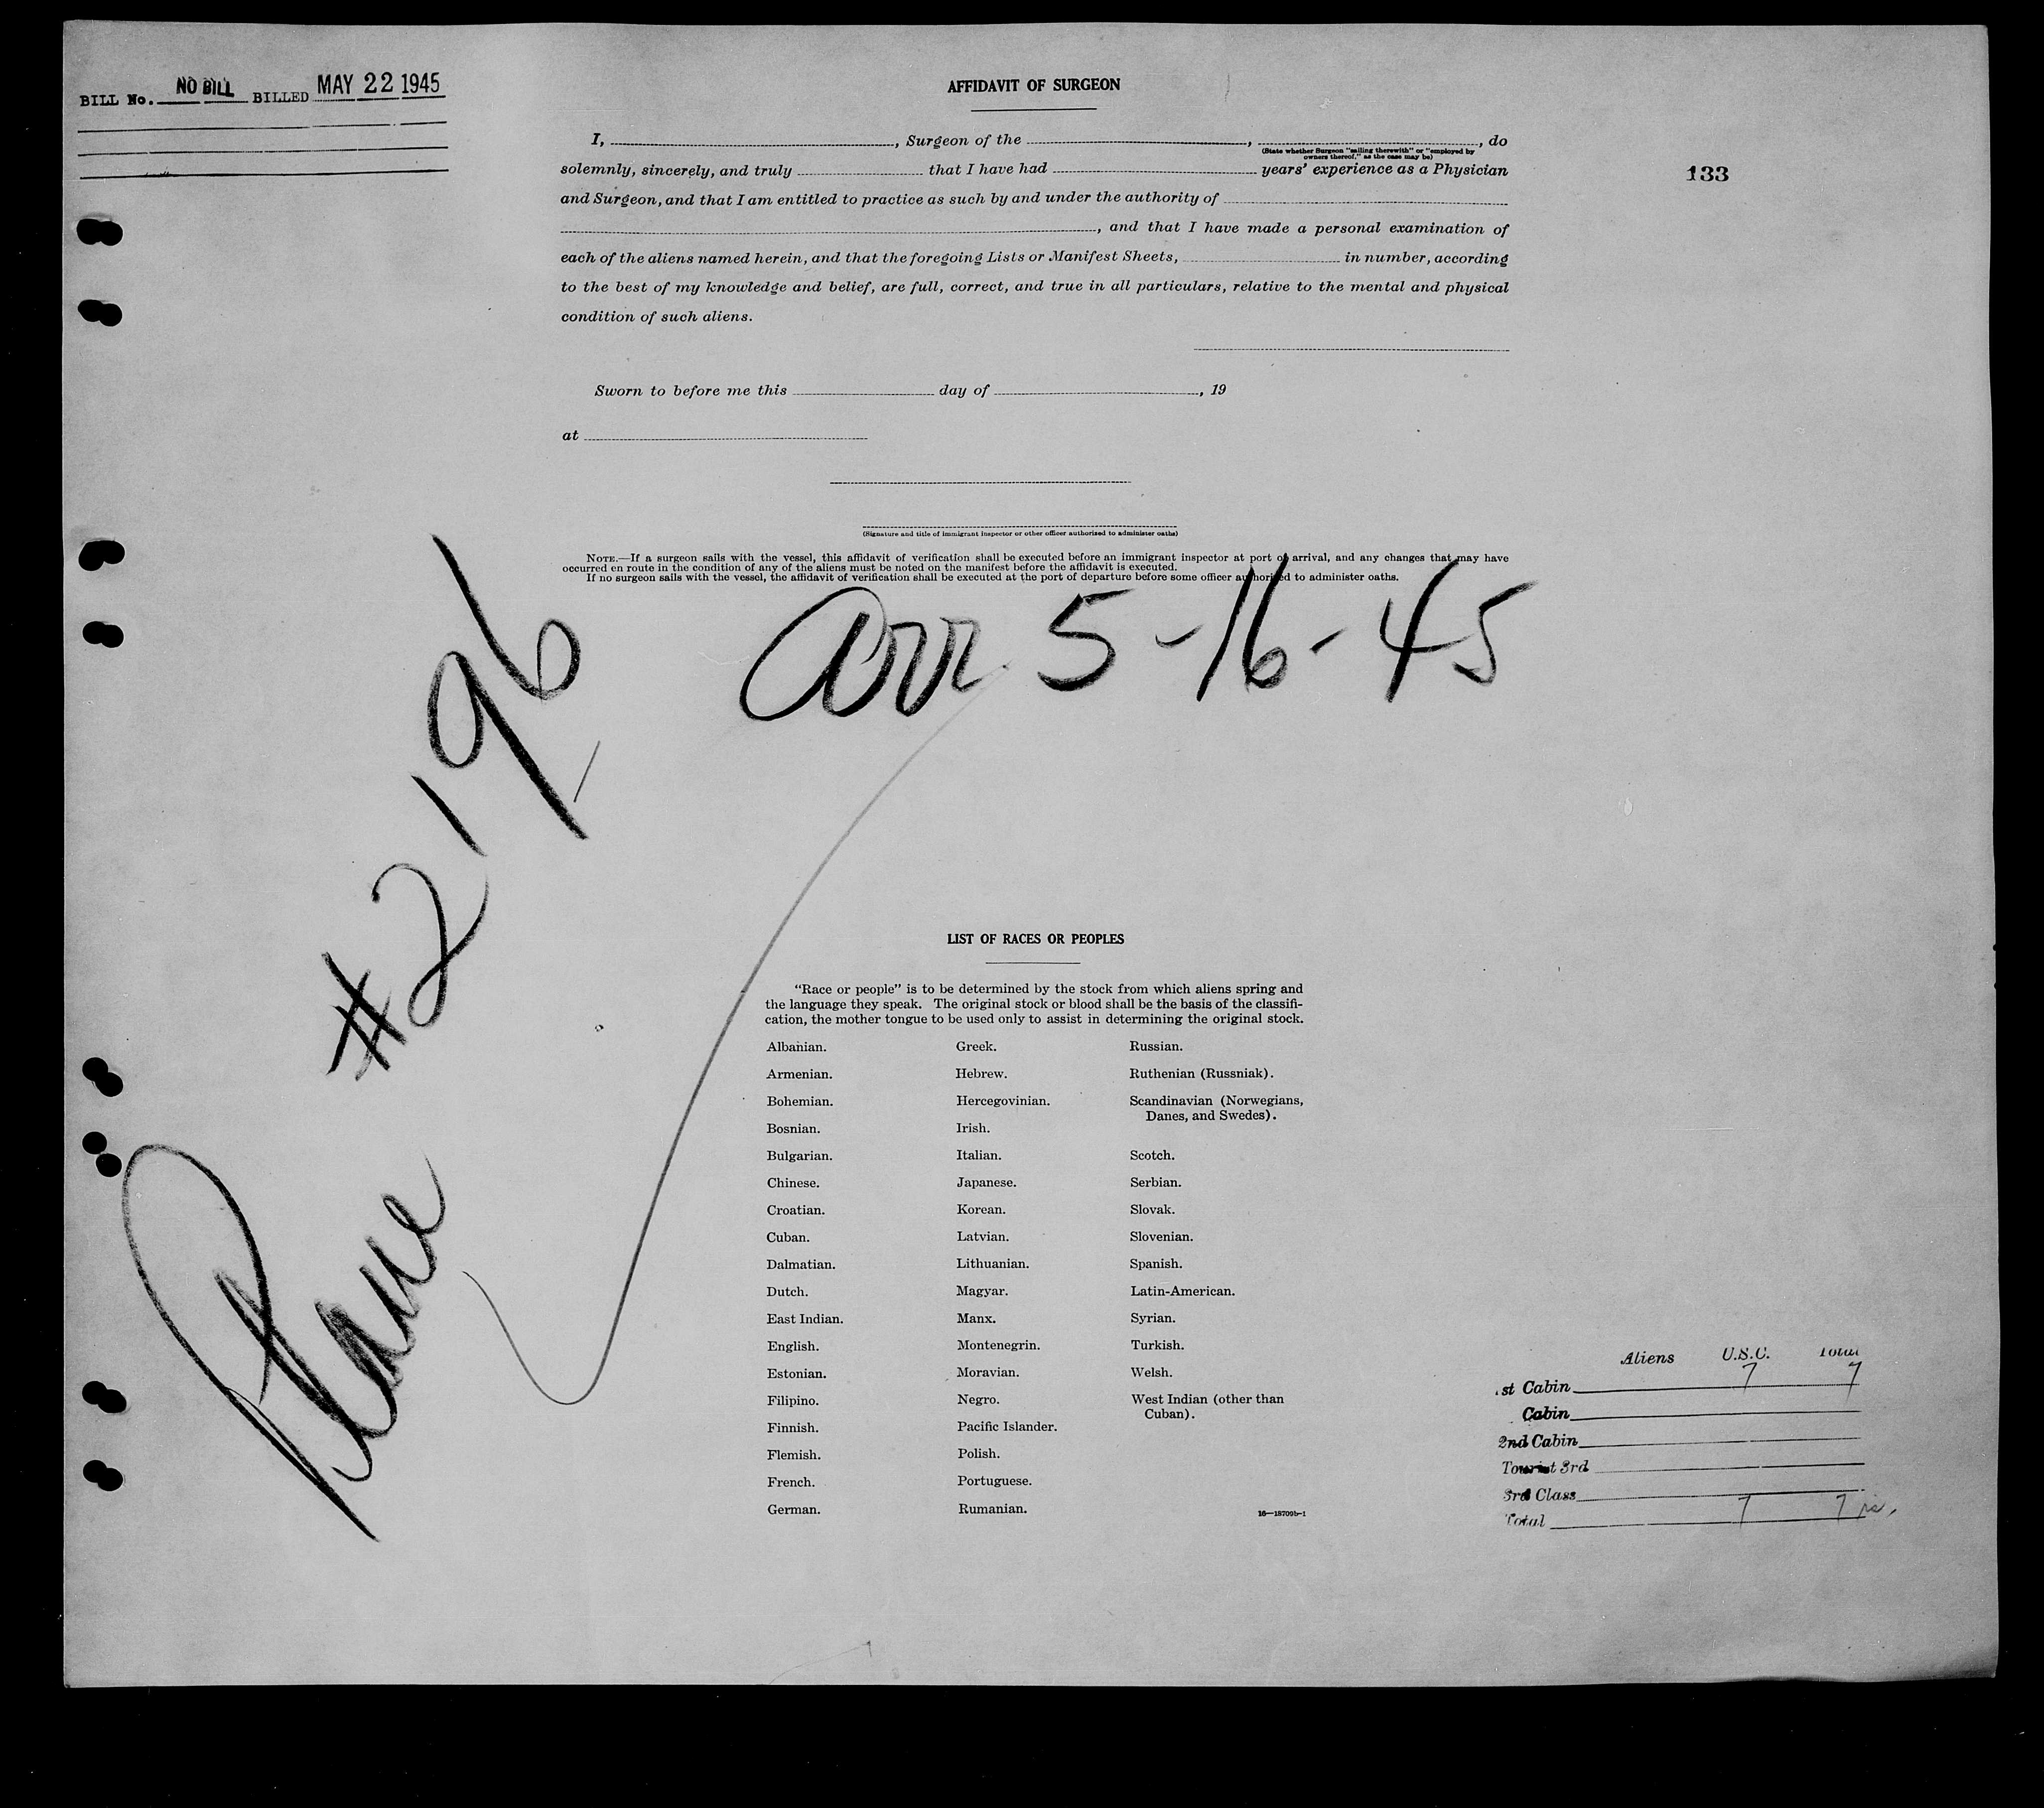 BILL No. NO BILL BILLED MAY 22 1945
AFFIDAVIT OF SURGEON
I, , Surgeon of the , , do
(State whether Surgeon "sailing therewith" or "employed by
owners thereof," as the case may be)
133
solemnly, sincerely, and truly that I have had years' experience as a Physician
and Surgeon, and that I am entitled to practice as such by and under the authority of
, and that I have made a personal examination of
each of the aliens named herein, and that the foregoing Lists or Manifest Sheets, in number, according
to the best of my knowledge and belief, are full, correct, and true in all particulars, relative to the mental and physical
condition of such aliens.
Sworn to before me this day of , 19
at
(Signature and title of immigrant inspector or other officer authorized to administer oaths)
NOTE.—If a surgeon sails with the vessel, this affidavit of verification shall be executed before an immigrant inspector at port of arrival, and any changes that may have
occurred en route in the condition of any of the aliens must be noted on the manifest before the affidavit is executed.
If no surgeon sails with the vessel, the affidavit of verification shall be executed at the port of departure before some officer authorized to administer oaths.
Arr 5-16-45
Plane #2196
LIST OF RACES OR PEOPLES
"Race or people" is to be determined by the stock from which aliens spring and
the language they speak. The original stock or blood shall be the basis of the classifi-
cation, the mother tongue to be used only to assist in determining the original stock.
Albanian.
Armenian.
Bohemian.
Bosnian.
Bulgarian.
Chinese.
Croatian.
Cuban.
Dalmatian.
Dutch.
East Indian.
English.
Estonian.
Filipino.
Finnish.
Flemish.
French.
German.
Greek.
Hebrew.
Hercegovinian.
Irish.
Italian.
Japanese.
Korean.
Latvian.
Lithuanian.
Magyar.
Manx.
Montenegrin.
Moravian.
Negro.
Pacific Islander.
Polish.
Portuguese.
Rumanian.
Russian.
Ruthenian (Russniak).
Scandinavian (Norwegians,
Danes, and Swedes).
Scotch.
Serbian.
Slovak.
Slovenian.
Spanish.
Latin-American.
Syrian.
Turkish.
Welsh.
West Indian (other than
Cuban).
16—18709b-1
Aliens U.S.C. Total
1st Cabin 7 7
Cabin
2nd Cabin
Tourist 3rd
3rd Class
Total 7 7